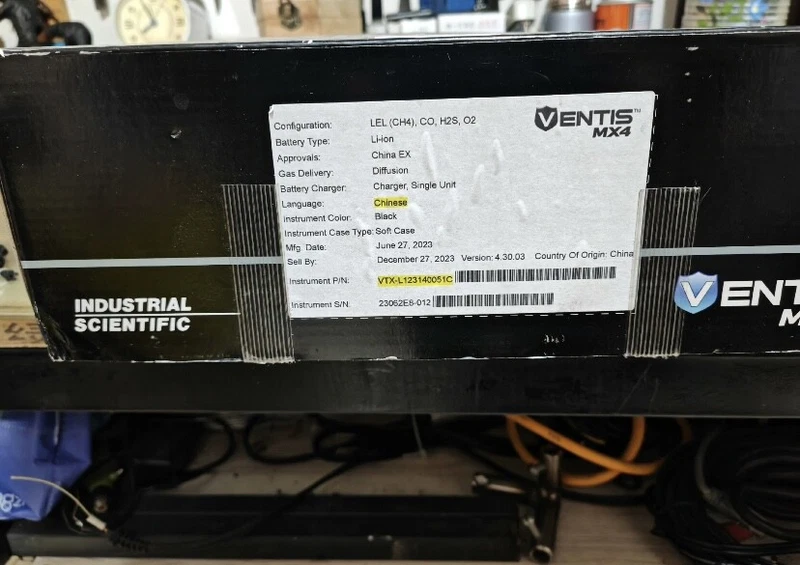 VENTIS™
MX4
Configuration: LEL (CH4), CO, H2S, O2
Battery Type: Li-ion
Approvals: China EX
Gas Delivery: Diffusion
Battery Charger: Charger, Single Unit
Language: Chinese
Instrument Color: Black
Instrument Case Type: Soft Case
Mfg. Date: June 27, 2023
Sell By: December 27, 2023 Version: 4.30.03 Country Of Origin: China
Instrument P/N: VTX-L123140051C
Instrument S/N: 23062E8-012
INDUSTRIAL
SCIENTIFIC
VENT
M